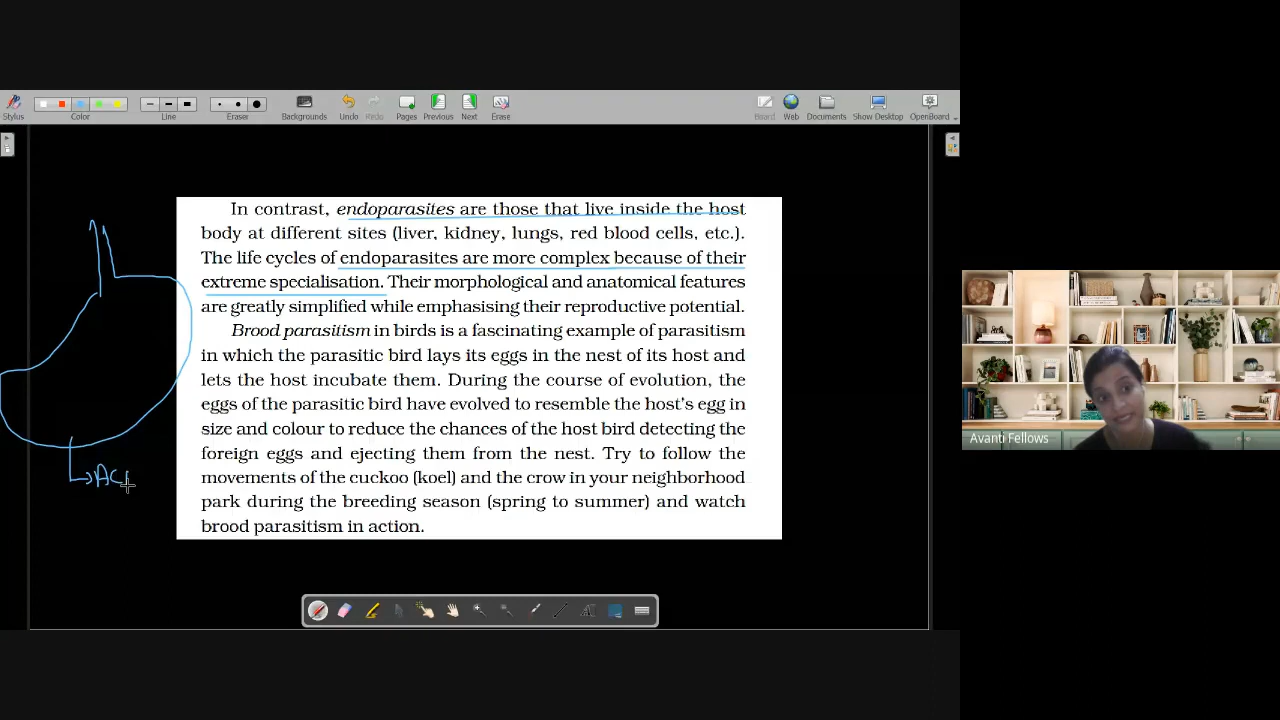 Stylus
Color
Line
Eraser
Backgrounds
Undo
Redo
Pages
Previous
Next
Erase
Board
Web
Documents
Show Desktop
OpenBoard
In contrast, endoparasites are those that live inside the host
body at different sites (liver, kidney, lungs, red blood cells, etc.).
The life cycles of endoparasites are more complex because of their
extreme specialisation. Their morphological and anatomical features
are greatly simplified while emphasising their reproductive potential.
Brood parasitism in birds is a fascinating example of parasitism
in which the parasitic bird lays its eggs in the nest of its host and
lets the host incubate them. During the course of evolution, the
eggs of the parasitic bird have evolved to resemble the host's egg in
size and colour to reduce the chances of the host bird detecting the
foreign eggs and ejecting them from the nest. Try to follow the
movements of the cuckoo (koel) and the crow in your neighborhood
park during the breeding season (spring to summer) and watch
brood parasitism in action.
Avanti Fellows